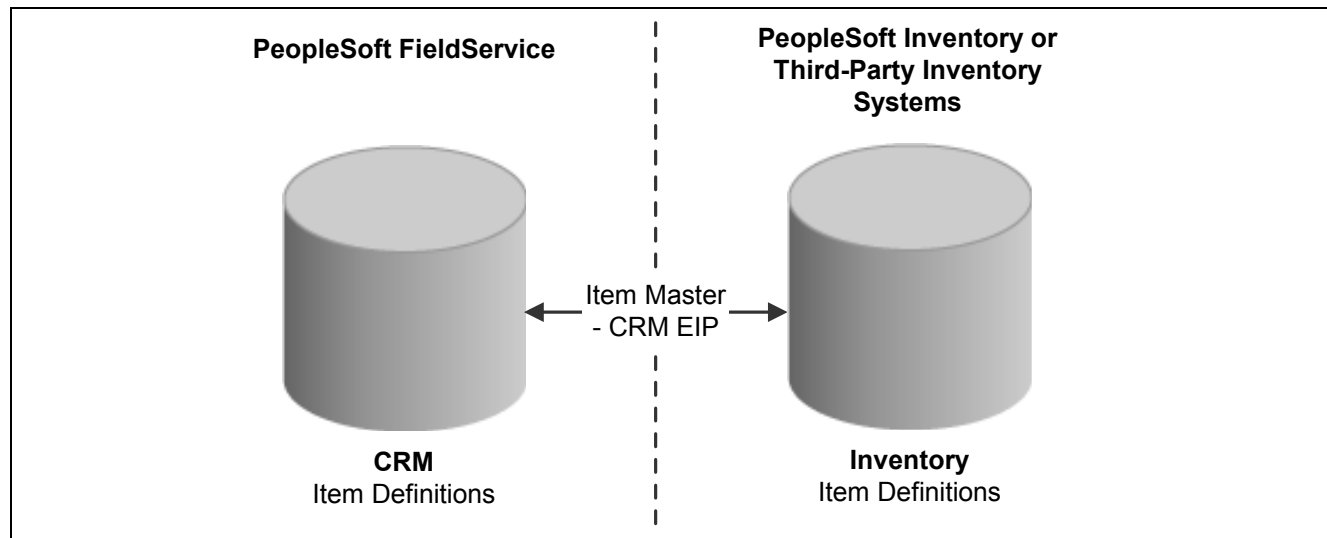 PeopleSoft FieldService
PeopleSoft Inventory or
Third-Party Inventory
Systems
Item Master
- CRM EIP
CRM
Item Definitions
Inventory
Item Definitions